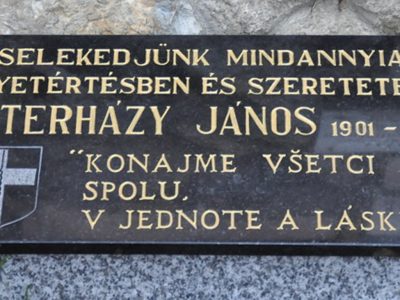 SELEKEDJÜNK MINDANNYIA
YETÉRTÉSBEN ÉS SZERETETE
TERHÁZY JÁNOS 1901-
"KONAJME VŠETCI
SPOLU,
V JEDNOTE A LÁSK